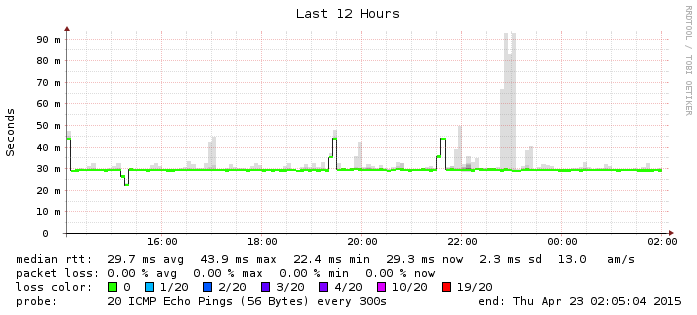 Last 12 Hours
RRDTOOL / TOBI OETIKER
Seconds
90 m
80 m
70 m
60 m
50 m
40 m
30 m
20 m
10 m
0
16:00 18:00 20:00 22:00 00:00 02:00
median rtt: 29.7 ms avg 43.9 ms max 22.4 ms min 29.3 ms now 2.3 ms sd 13.0 am/s
packet loss: 0.00 % avg 0.00 % max 0.00 % min 0.00 % now
loss color: 0 1/20 2/20 3/20 4/20 10/20 19/20
probe: 20 ICMP Echo Pings (56 Bytes) every 300s end: Thu Apr 23 02:05:04 2015